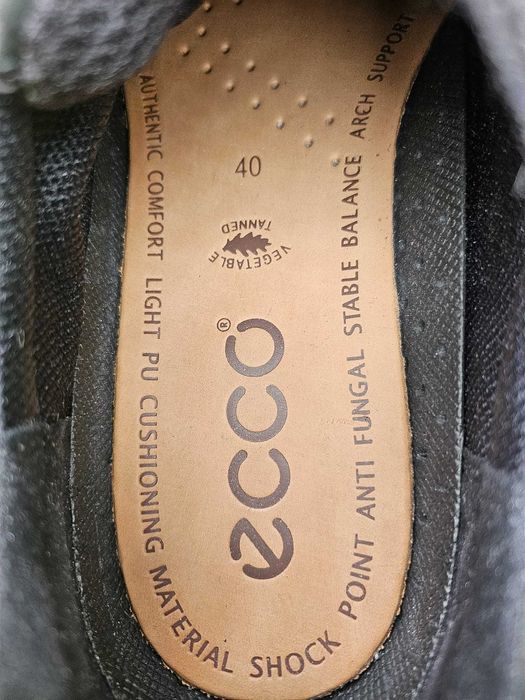 AUTHENTIC COMFORT LIGHT PU CUSHIONING MATERIAL SHOCK POINT ANTI FUNGAL STABLE BALANCE ARCH SUPPORT
40
VEGETABLE
TANNED
ecco®